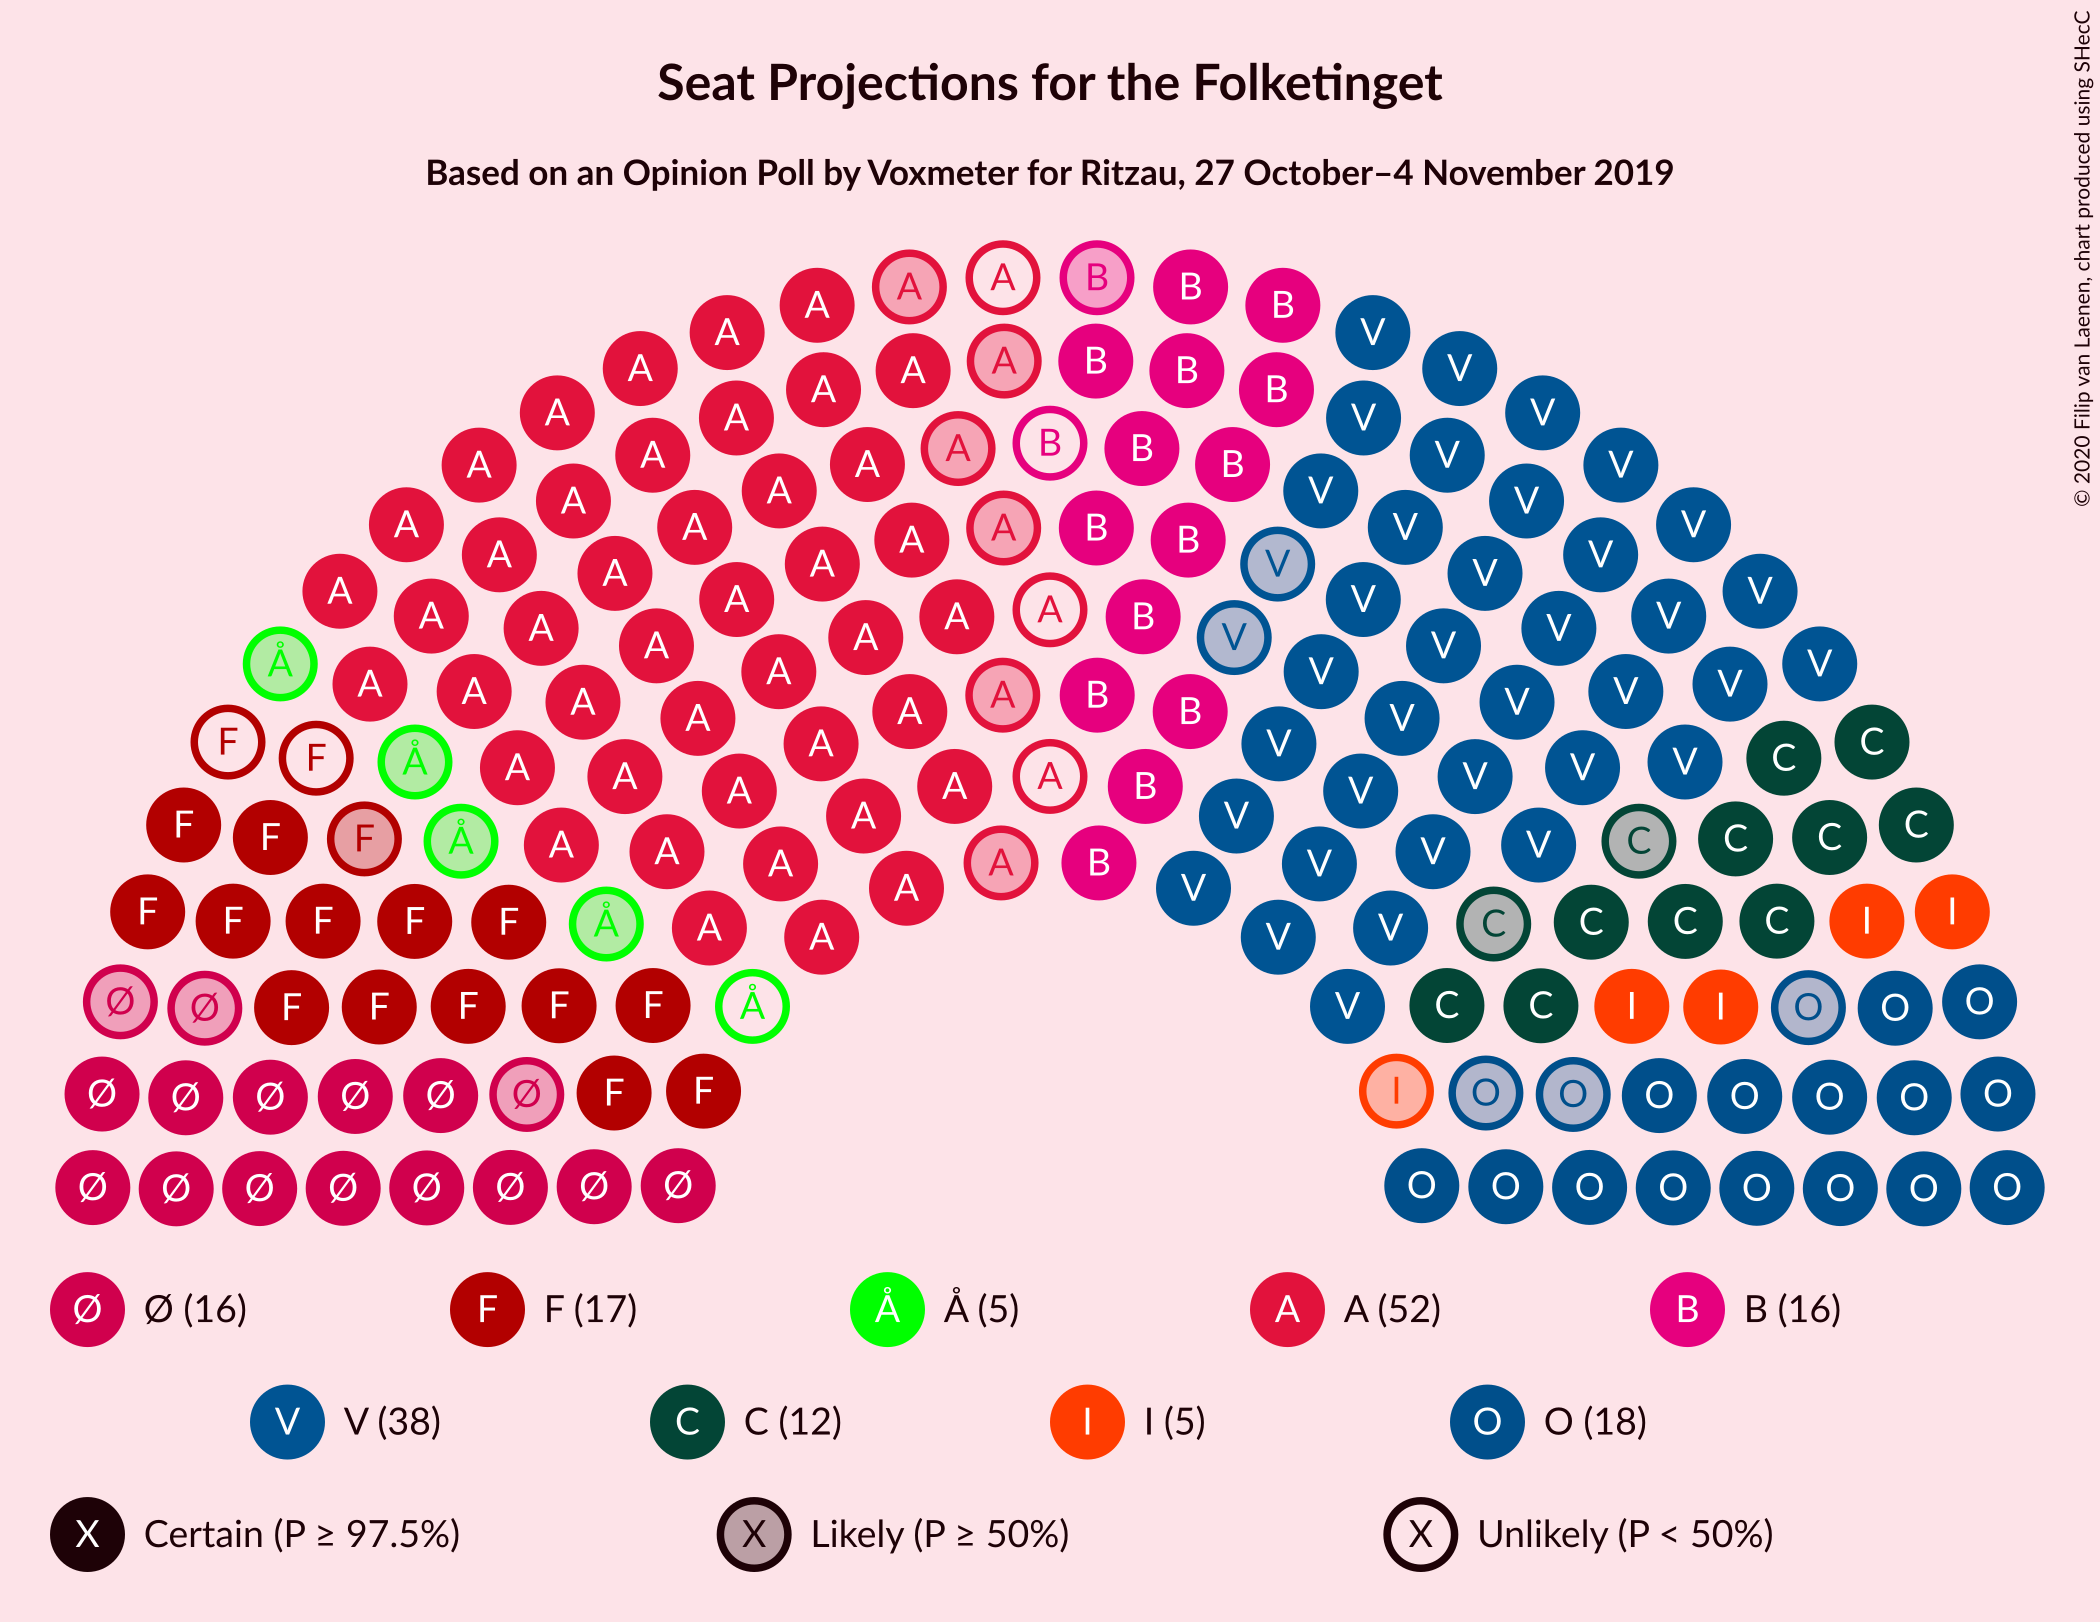 Seat Projections for the Folketinget
Based on an Opinion Poll by Voxmeter for Ritzau, 27 October–4 November 2019
© 2020 Filip van Laenen, chart produced using SHecC
A A A B B B
A V
A A A A B B B V
A A V V
A A A A B B B V V
A A V V
A A A A A B B V V V
A A A A V V V V
A A A A A A B V V V V
Å A A A A A A A B B V V V V V V
F F Å A A A A A B V V V V C C
F F F Å A A A A A A B V V V V V C C C C
F F F F F Å A A A V V V C C C C I I
Ø Ø F F F F F Å V C C I I O O O
Ø Ø Ø Ø Ø Ø F F I O O O O O O O
Ø Ø Ø Ø Ø Ø Ø Ø O O O O O O O O
Ø Ø (16) F F (17) Å Å (5) A A (52) B B (16)
V V (38) C C (12) I I (5) O O (18)
X Certain (P ≥ 97.5%) X Likely (P ≥ 50%) X Unlikely (P < 50%)